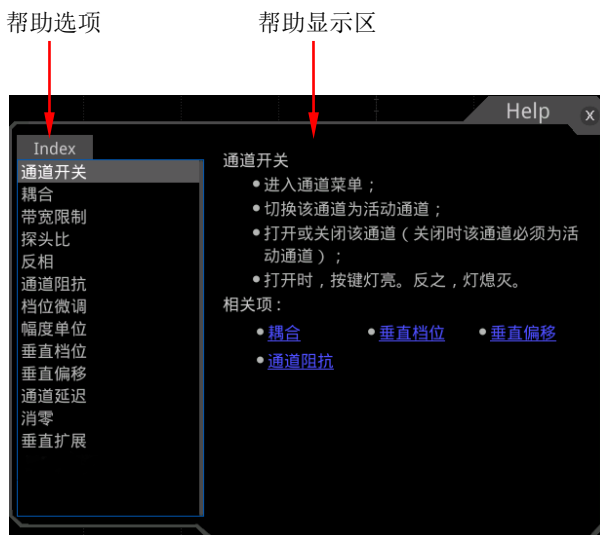 帮助选项
帮助显示区
Help
x
Index
通道开关
耦合
带宽限制
探头比
反相
通道阻抗
档位微调
幅度单位
垂直档位
垂直偏移
通道延迟
消零
垂直扩展
通道开关
●进入通道菜单；
●切换该通道为活动通道；
●打开或关闭该通道（关闭时该通道必须为活
动通道）；
●打开时，按键灯亮。反之，灯熄灭。
相关项：
●耦合 ●垂直档位 ●垂直偏移
●通道阻抗